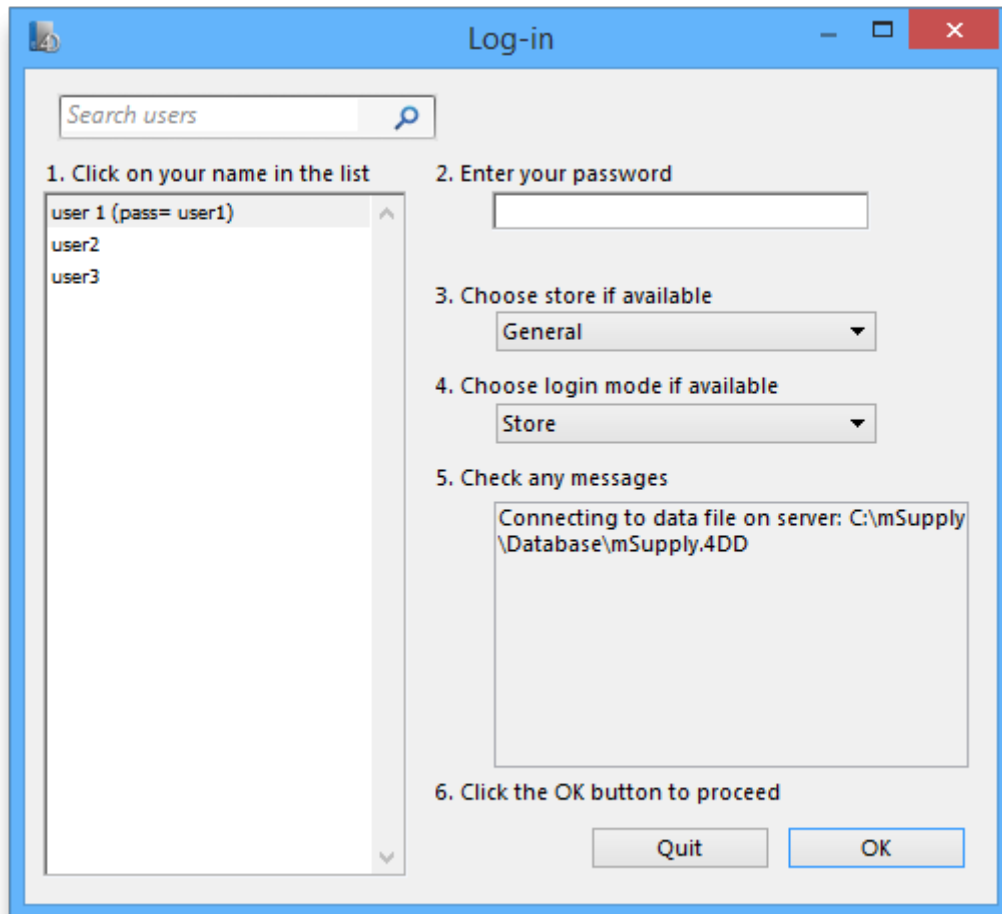 Log-in
Search users
1. Click on your name in the list
user 1 (pass= user1)
user2
user3
2. Enter your password
3. Choose store if available
General
4. Choose login mode if available
Store
5. Check any messages
Connecting to data file on server: C:\mSupply
\Database\mSupply.4DD
6. Click the OK button to proceed
Quit
OK